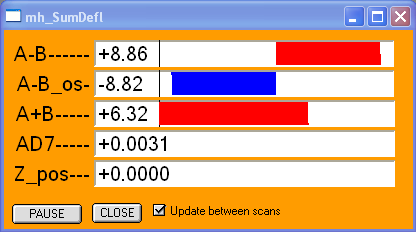 mh_SumDefl
A-B------ +8.86
A-B_os- -8.82
A+B----- +6.32
AD7----- +0.0031
Z_pos--- +0.0000
PAUSE CLOSE Update between scans